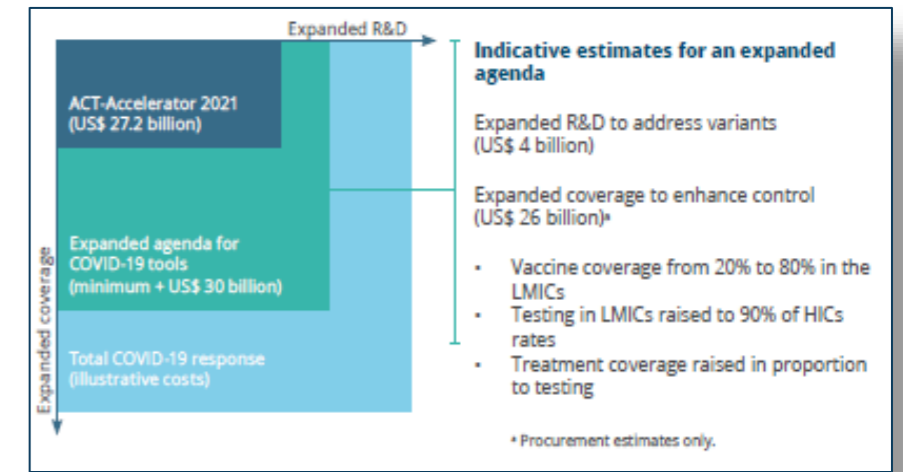 Expanded R&D
Expanded coverage
ACT-Accelerator 2021
(US$ 27.2 billion)
Expanded agenda for
COVID-19 tools
(minimum + US$ 30 billion)
Total COVID-19 response
(illustrative costs)
Indicative estimates for an expanded
agenda
Expanded R&D to address variants
(US$ 4 billion)
Expanded coverage to enhance control
(US$ 26 billion)ᵃ
• Vaccine coverage from 20% to 80% in the
LMICs
• Testing in LMICs raised to 90% of HICs
rates
• Treatment coverage raised in proportion
to testing
ᵃ Procurement estimates only.